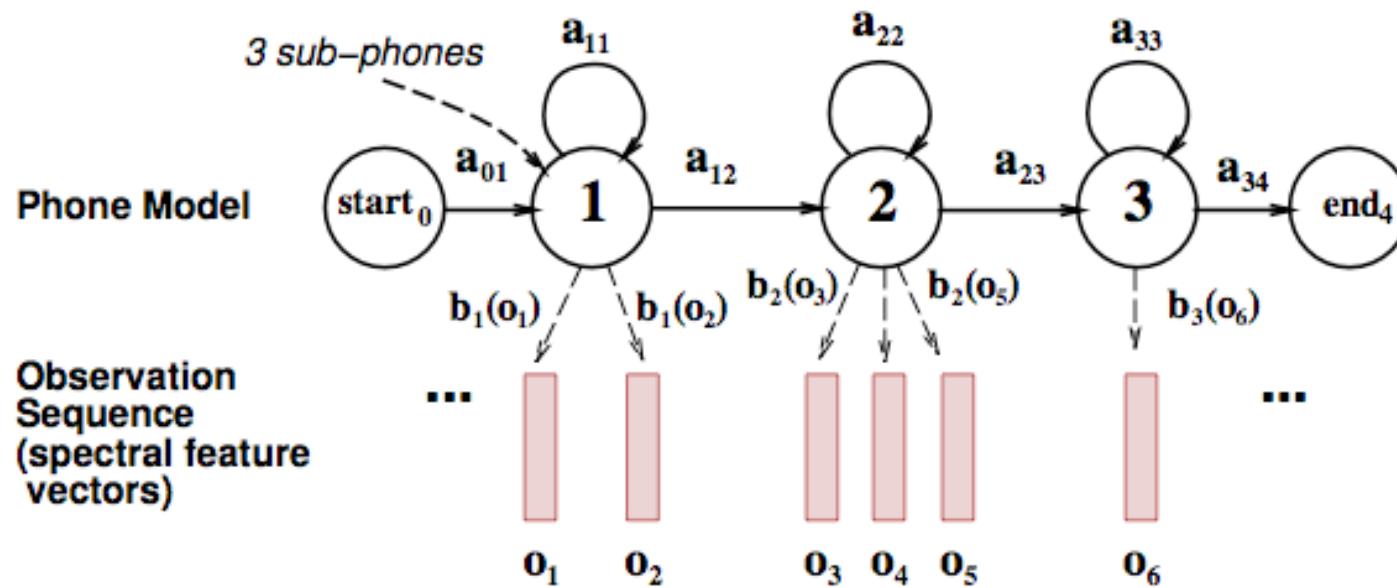 3 sub–phones
a₁₁ a₂₂ a₃₃
a₀₁ a₁₂ a₂₃ a₃₄
Phone Model start₀ 1 2 3 end₄
b₁(o₁) b₁(o₂) b₂(o₃) b₂(o₅) b₃(o₆)
Observation
Sequence ... ...
(spectral feature
vectors)
o₁ o₂ o₃ o₄ o₅ o₆